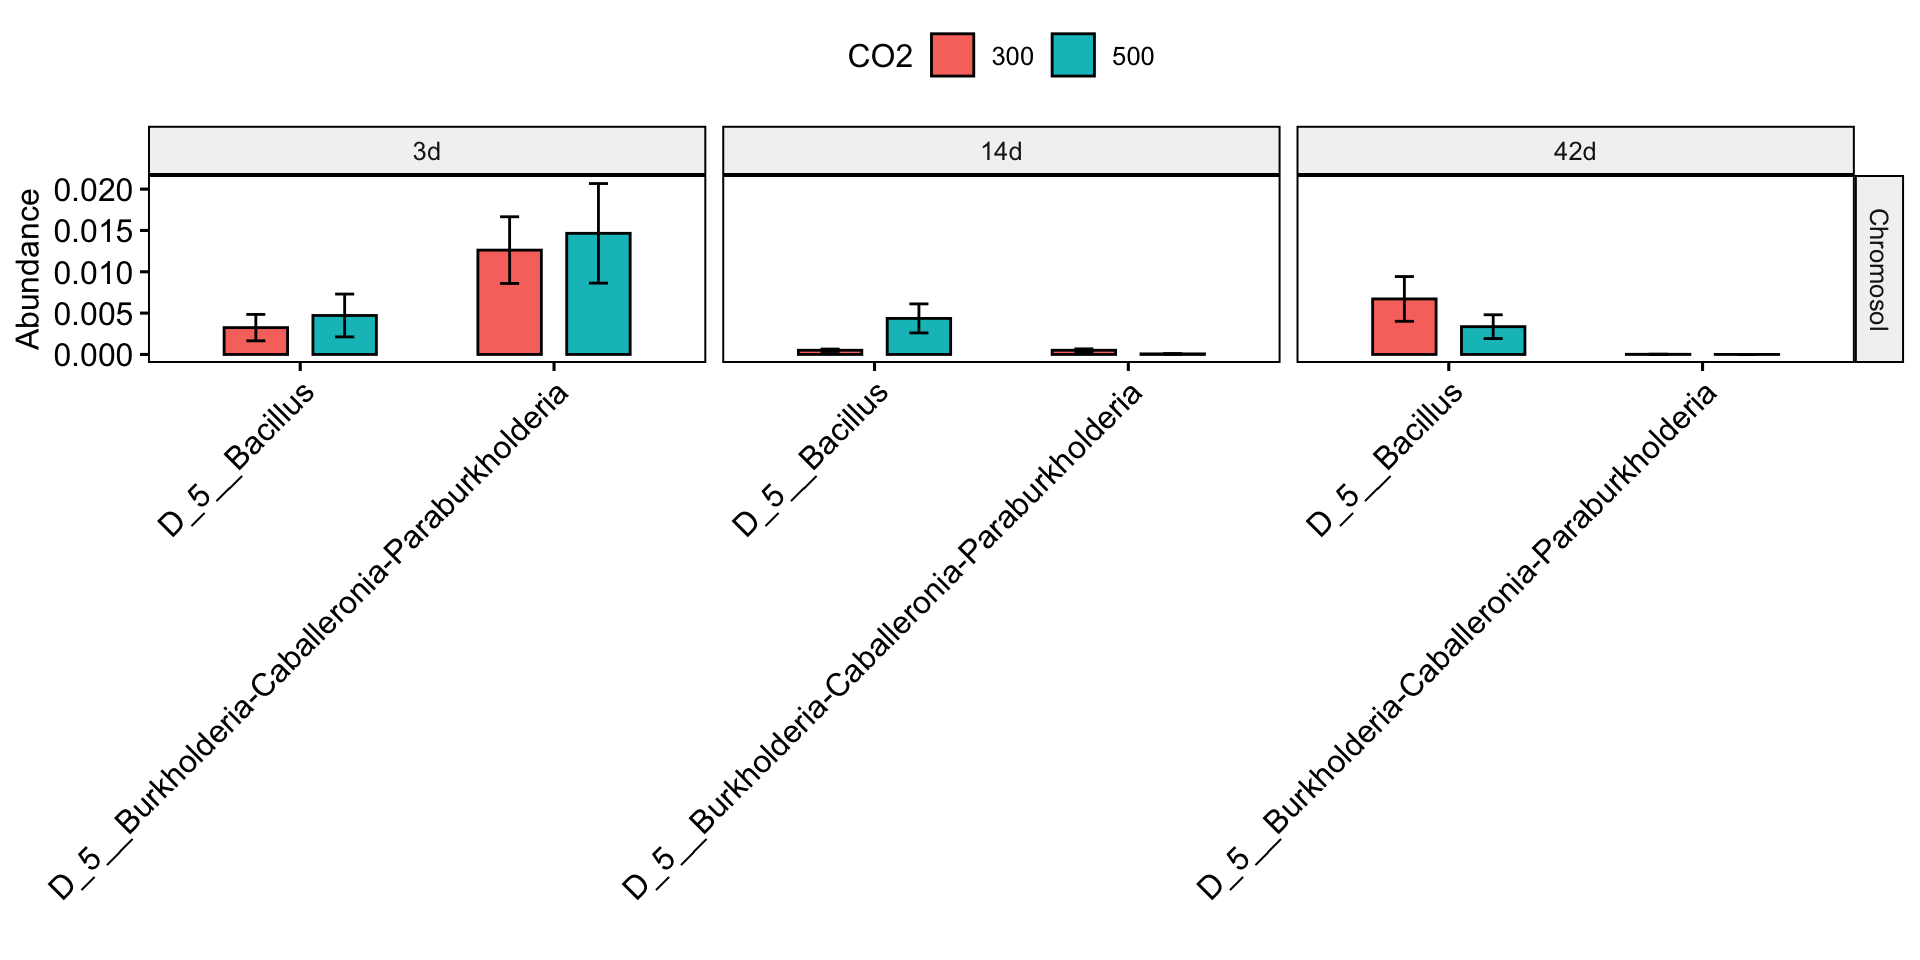 CO2 300 500
3d 14d 42d
Abundance
0.020
0.015
0.010
0.005
0.000
Chromosol
D_5__Bacillus
D_5__Burkholderia-Caballeronia-Paraburkholderia
D_5__Bacillus
D_5__Burkholderia-Caballeronia-Paraburkholderia
D_5__Bacillus
D_5__Burkholderia-Caballeronia-Paraburkholderia